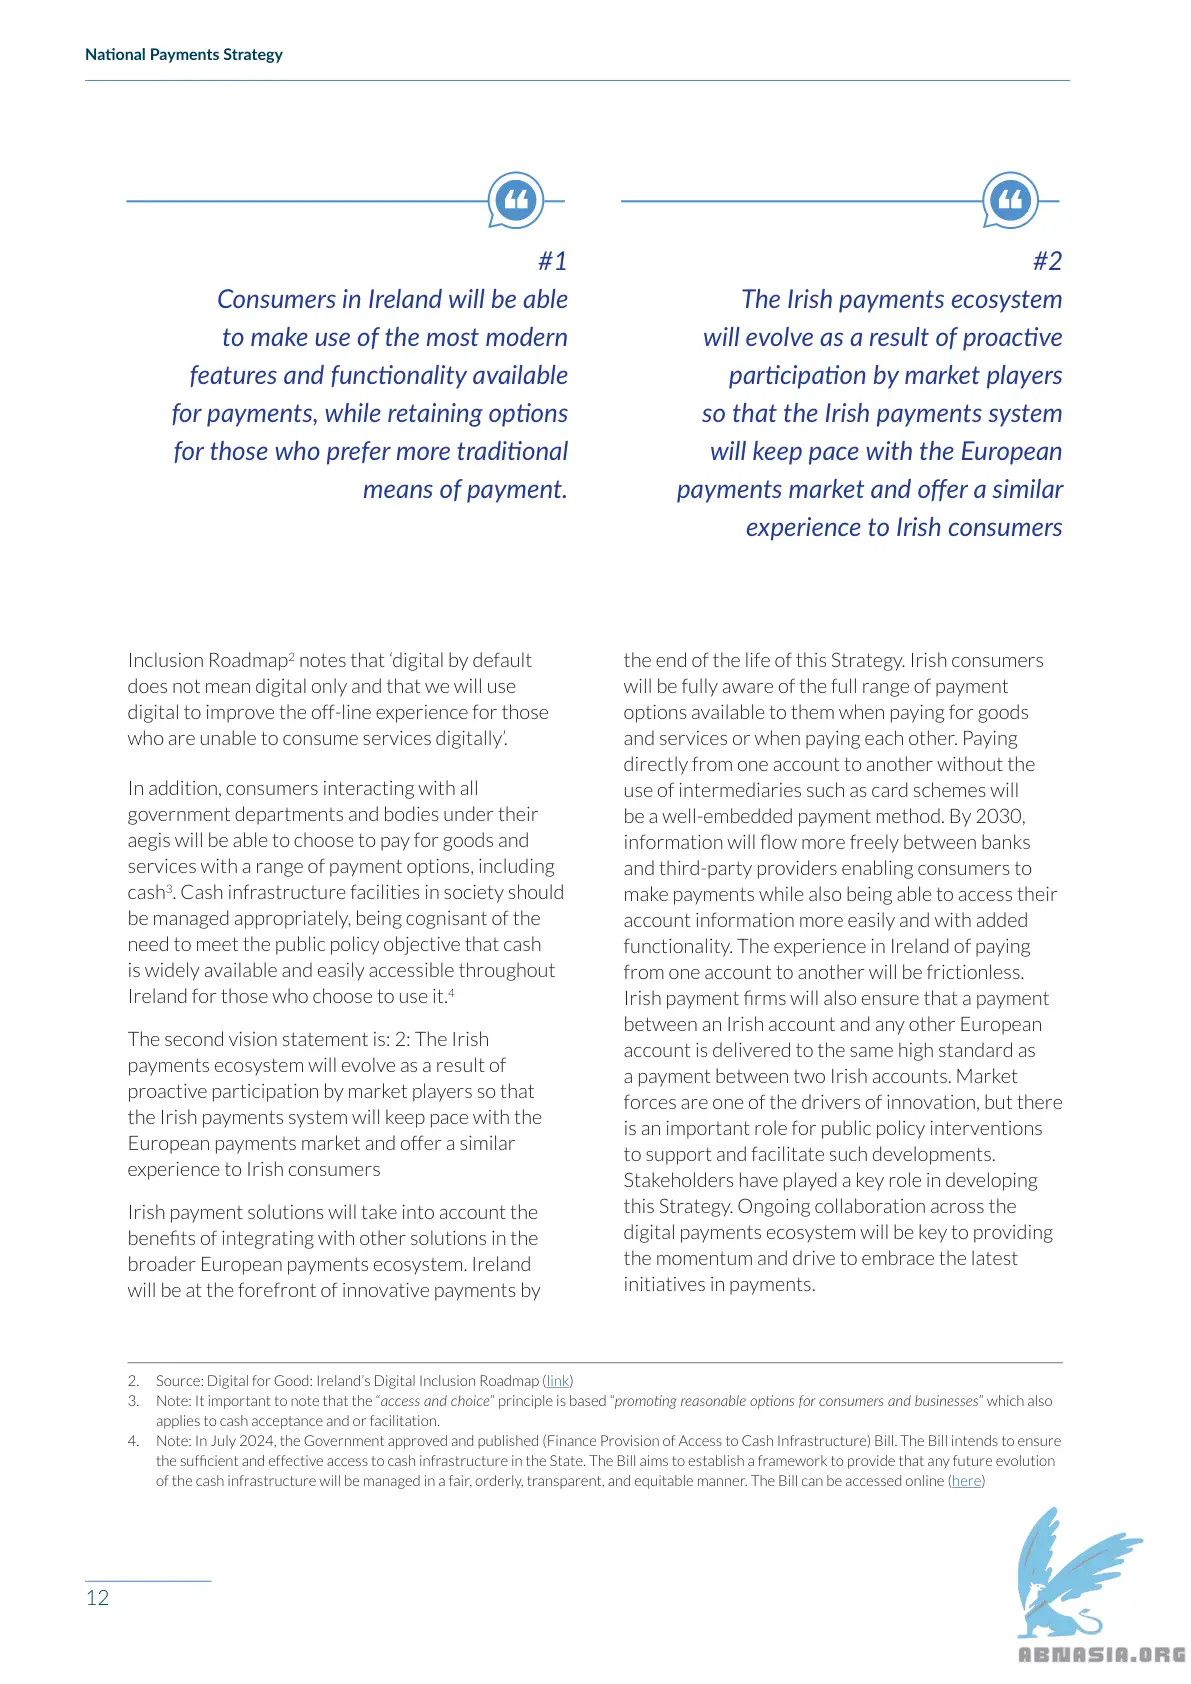 National Payments Strategy
#1
Consumers in Ireland will be able
to make use of the most modern
features and functionality available
for payments, while retaining options
for those who prefer more traditional
means of payment.
#2
The Irish payments ecosystem
will evolve as a result of proactive
participation by market players
so that the Irish payments system
will keep pace with the European
payments market and offer a similar
experience to Irish consumers
Inclusion Roadmap² notes that ‘digital by default
does not mean digital only and that we will use
digital to improve the off-line experience for those
who are unable to consume services digitally’.
In addition, consumers interacting with all
government departments and bodies under their
aegis will be able to choose to pay for goods and
services with a range of payment options, including
cash³. Cash infrastructure facilities in society should
be managed appropriately, being cognisant of the
need to meet the public policy objective that cash
is widely available and easily accessible throughout
Ireland for those who choose to use it.⁴
The second vision statement is: 2: The Irish
payments ecosystem will evolve as a result of
proactive participation by market players so that
the Irish payments system will keep pace with the
European payments market and offer a similar
experience to Irish consumers
Irish payment solutions will take into account the
benefits of integrating with other solutions in the
broader European payments ecosystem. Ireland
will be at the forefront of innovative payments by
the end of the life of this Strategy. Irish consumers
will be fully aware of the full range of payment
options available to them when paying for goods
and services or when paying each other. Paying
directly from one account to another without the
use of intermediaries such as card schemes will
be a well-embedded payment method. By 2030,
information will flow more freely between banks
and third-party providers enabling consumers to
make payments while also being able to access their
account information more easily and with added
functionality. The experience in Ireland of paying
from one account to another will be frictionless.
Irish payment firms will also ensure that a payment
between an Irish account and any other European
account is delivered to the same high standard as
a payment between two Irish accounts. Market
forces are one of the drivers of innovation, but there
is an important role for public policy interventions
to support and facilitate such developments.
Stakeholders have played a key role in developing
this Strategy. Ongoing collaboration across the
digital payments ecosystem will be key to providing
the momentum and drive to embrace the latest
initiatives in payments.
2. Source: Digital for Good: Ireland’s Digital Inclusion Roadmap (link)
3. Note: It important to note that the “access and choice” principle is based “promoting reasonable options for consumers and businesses” which also
applies to cash acceptance and or facilitation.
4. Note: In July 2024, the Government approved and published (Finance Provision of Access to Cash Infrastructure) Bill. The Bill intends to ensure
the sufficient and effective access to cash infrastructure in the State. The Bill aims to establish a framework to provide that any future evolution
of the cash infrastructure will be managed in a fair, orderly, transparent, and equitable manner. The Bill can be accessed online (here)
12
ABNASIA.ORG